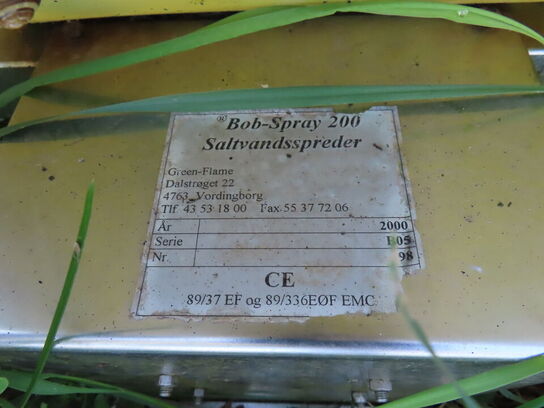 ®Bob-Spray 200
Saltvandsspreder
Green-Flame
Dalstrøget 22
4763 Vordingborg
Tlf 43 53 18 00 Fax 55 37 72 06
År 2000
Serie B05
Nr. 98
CE
89/37 EF og 89/336EØF EMC